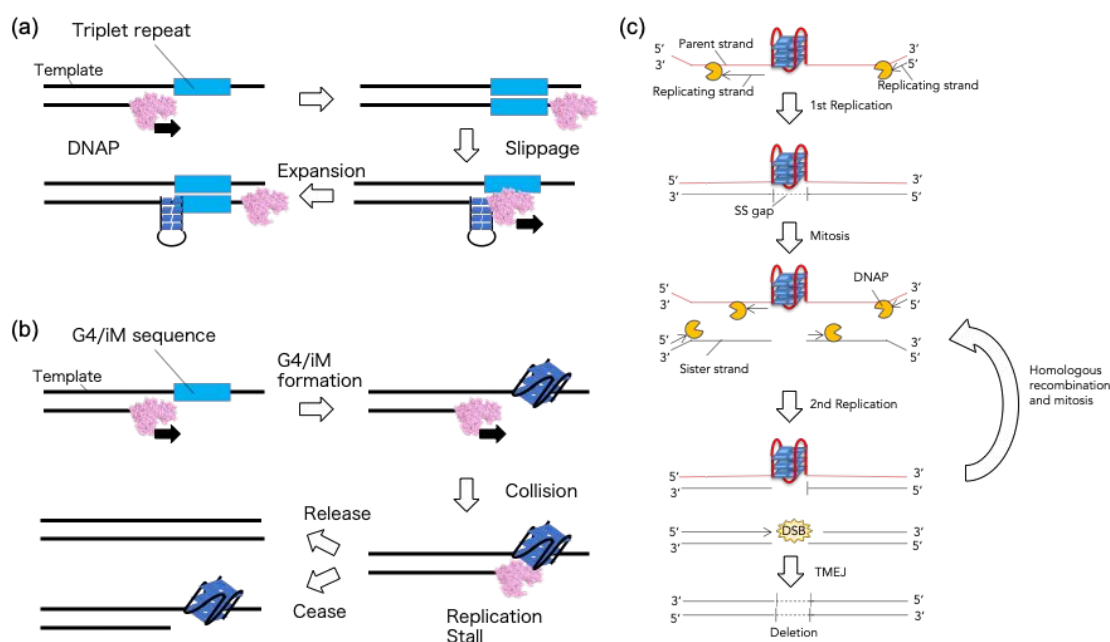 (a)
Triplet repeat
Template
DNAP
Slippage
Expansion
(b)
G4/iM sequence
Template
G4/iM
formation
Collision
Release
Cease
Replication
Stall
(c)
5′
3′
Parent strand
3′
5′
Replicating strand
Replicating strand
1st Replication
5′
3′
3′
5′
SS gap
Mitosis
DNAP
5′
3′
3′
5′
5′
3′
3′
5′
Sister strand
Homologous
recombination
and mitosis
2nd Replication
5′
3′
3′
5′
5′
3′
DSB
3′
5′
TMEJ
3′
5′
5′
3′
Deletion